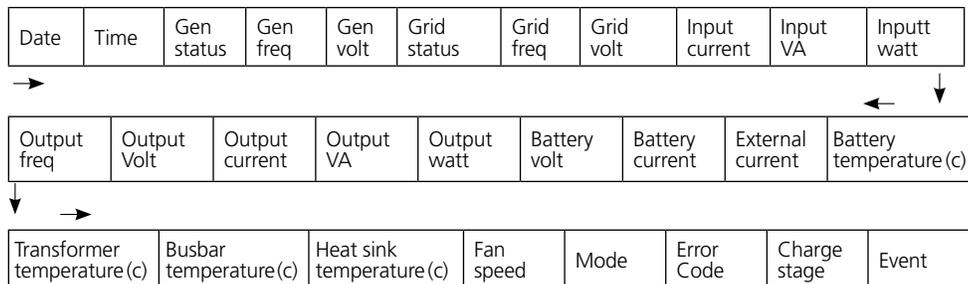 Date Time Gen status Gen freq Gen volt Grid status Grid freq Grid volt Input current Input VA Inputt watt
Output freq Output Volt Output current Output VA Output watt Battery volt Battery current External current Battery temperature (c)
Transformer temperature (c) Busbar temperature (c) Heat sink temperature (c) Fan speed Mode Error Code Charge stage Event